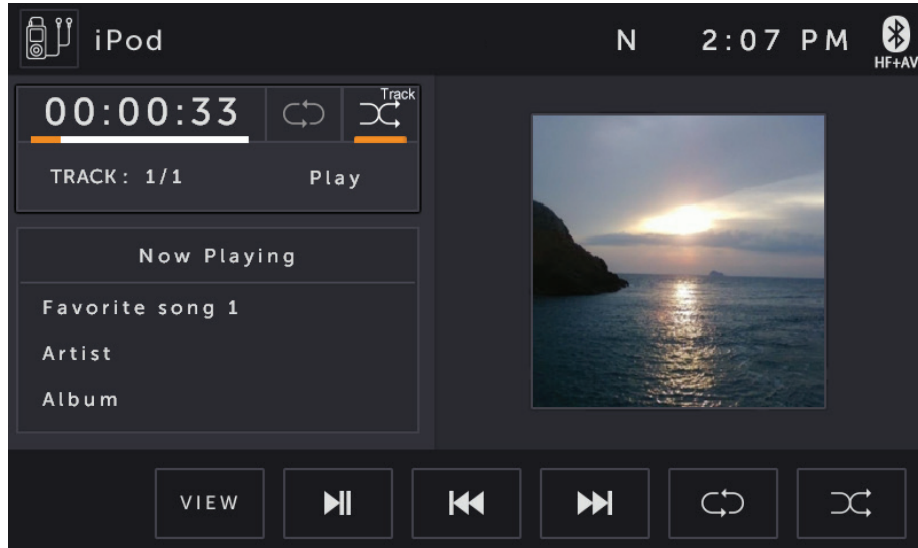 iPod N 2:07 PM
HF+AV
Track
00:00:33
TRACK: 1/1 Play
Now Playing
Favorite song 1
Artist
Album
VIEW